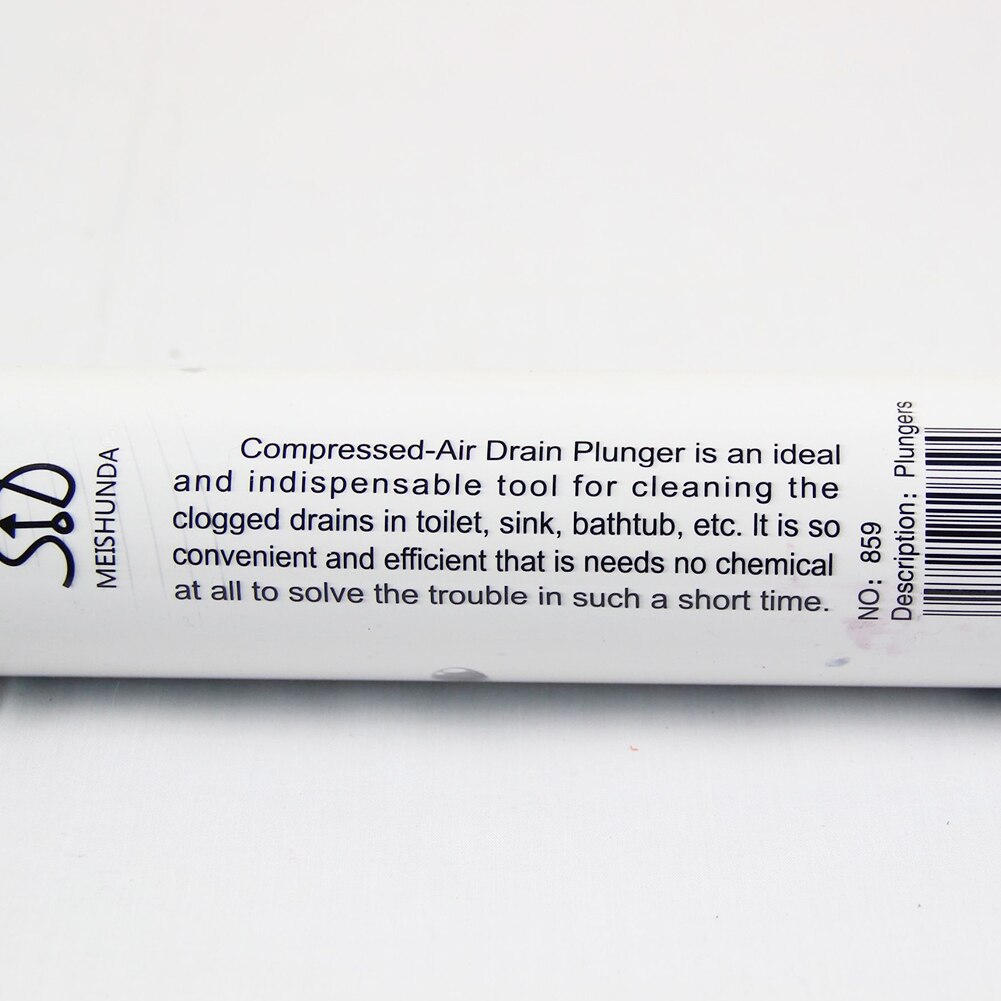 MEISHUNDA
Compressed-Air Drain Plunger is an ideal
and indispensable tool for cleaning the
clogged drains in toilet, sink, bathtub, etc. It is so
convenient and efficient that is needs no chemical
at all to solve the trouble in such a short time.
NO: 859
Description: Plungers